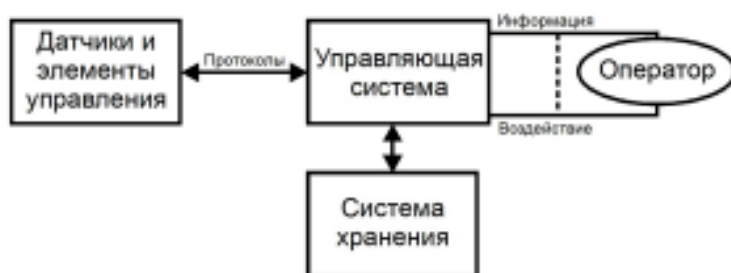 Датчики и
элементы
управления
Протоколы
Управляющая
система
Информация
Оператор
Воздействие
Система
хранения